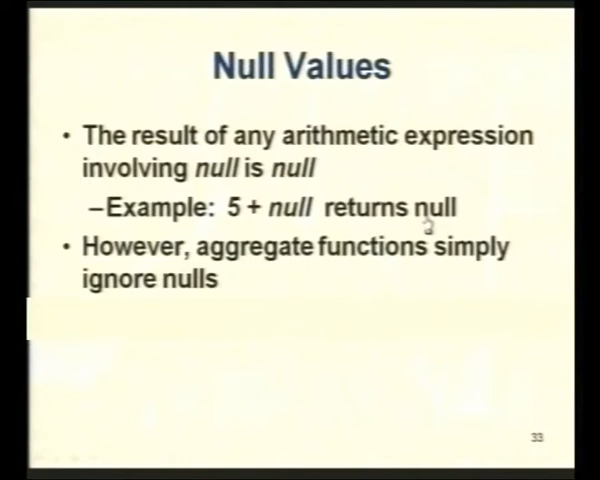 Null Values
• The result of any arithmetic expression
involving null is null
–Example: 5 + null returns null
• However, aggregate functions simply
ignore nulls
33